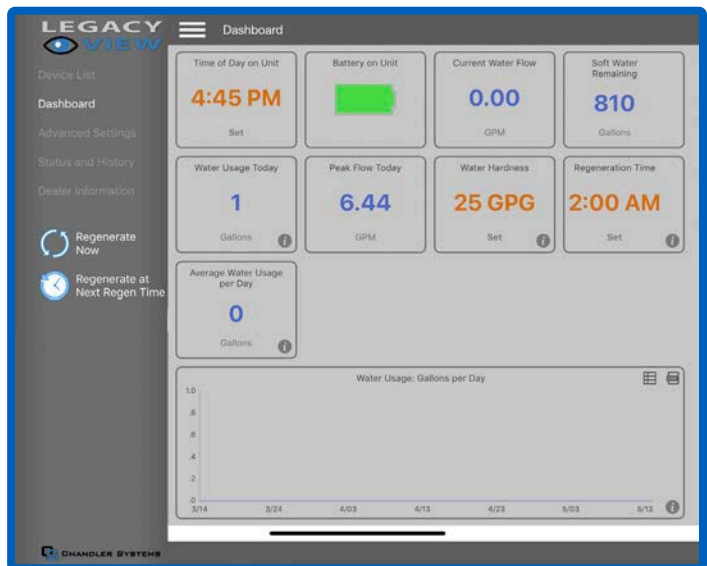 LEGACY
VIEW
Dashboard
Device List
Dashboard
Advanced Settings
Status and History
Dealer Information
Regenerate
Now
Regenerate at
Next Regen Time
Time of Day on Unit
4:45 PM
Set
Battery on Unit
Current Water Flow
0.00
GPM
Soft Water
Remaining
810
Gallons
Water Usage Today
1
Gallons
Peak Flow Today
6.44
GPM
Water Hardness
25 GPG
Set
Regeneration Time
2:00 AM
Set
Average Water Usage
per Day
0
Gallons
Water Usage: Gallons per Day
1.0
.8
.6
.4
.2
.0
3/14 3/24 4/03 4/13 4/23 5/03 5/13
CHANDLER SYSTEMS